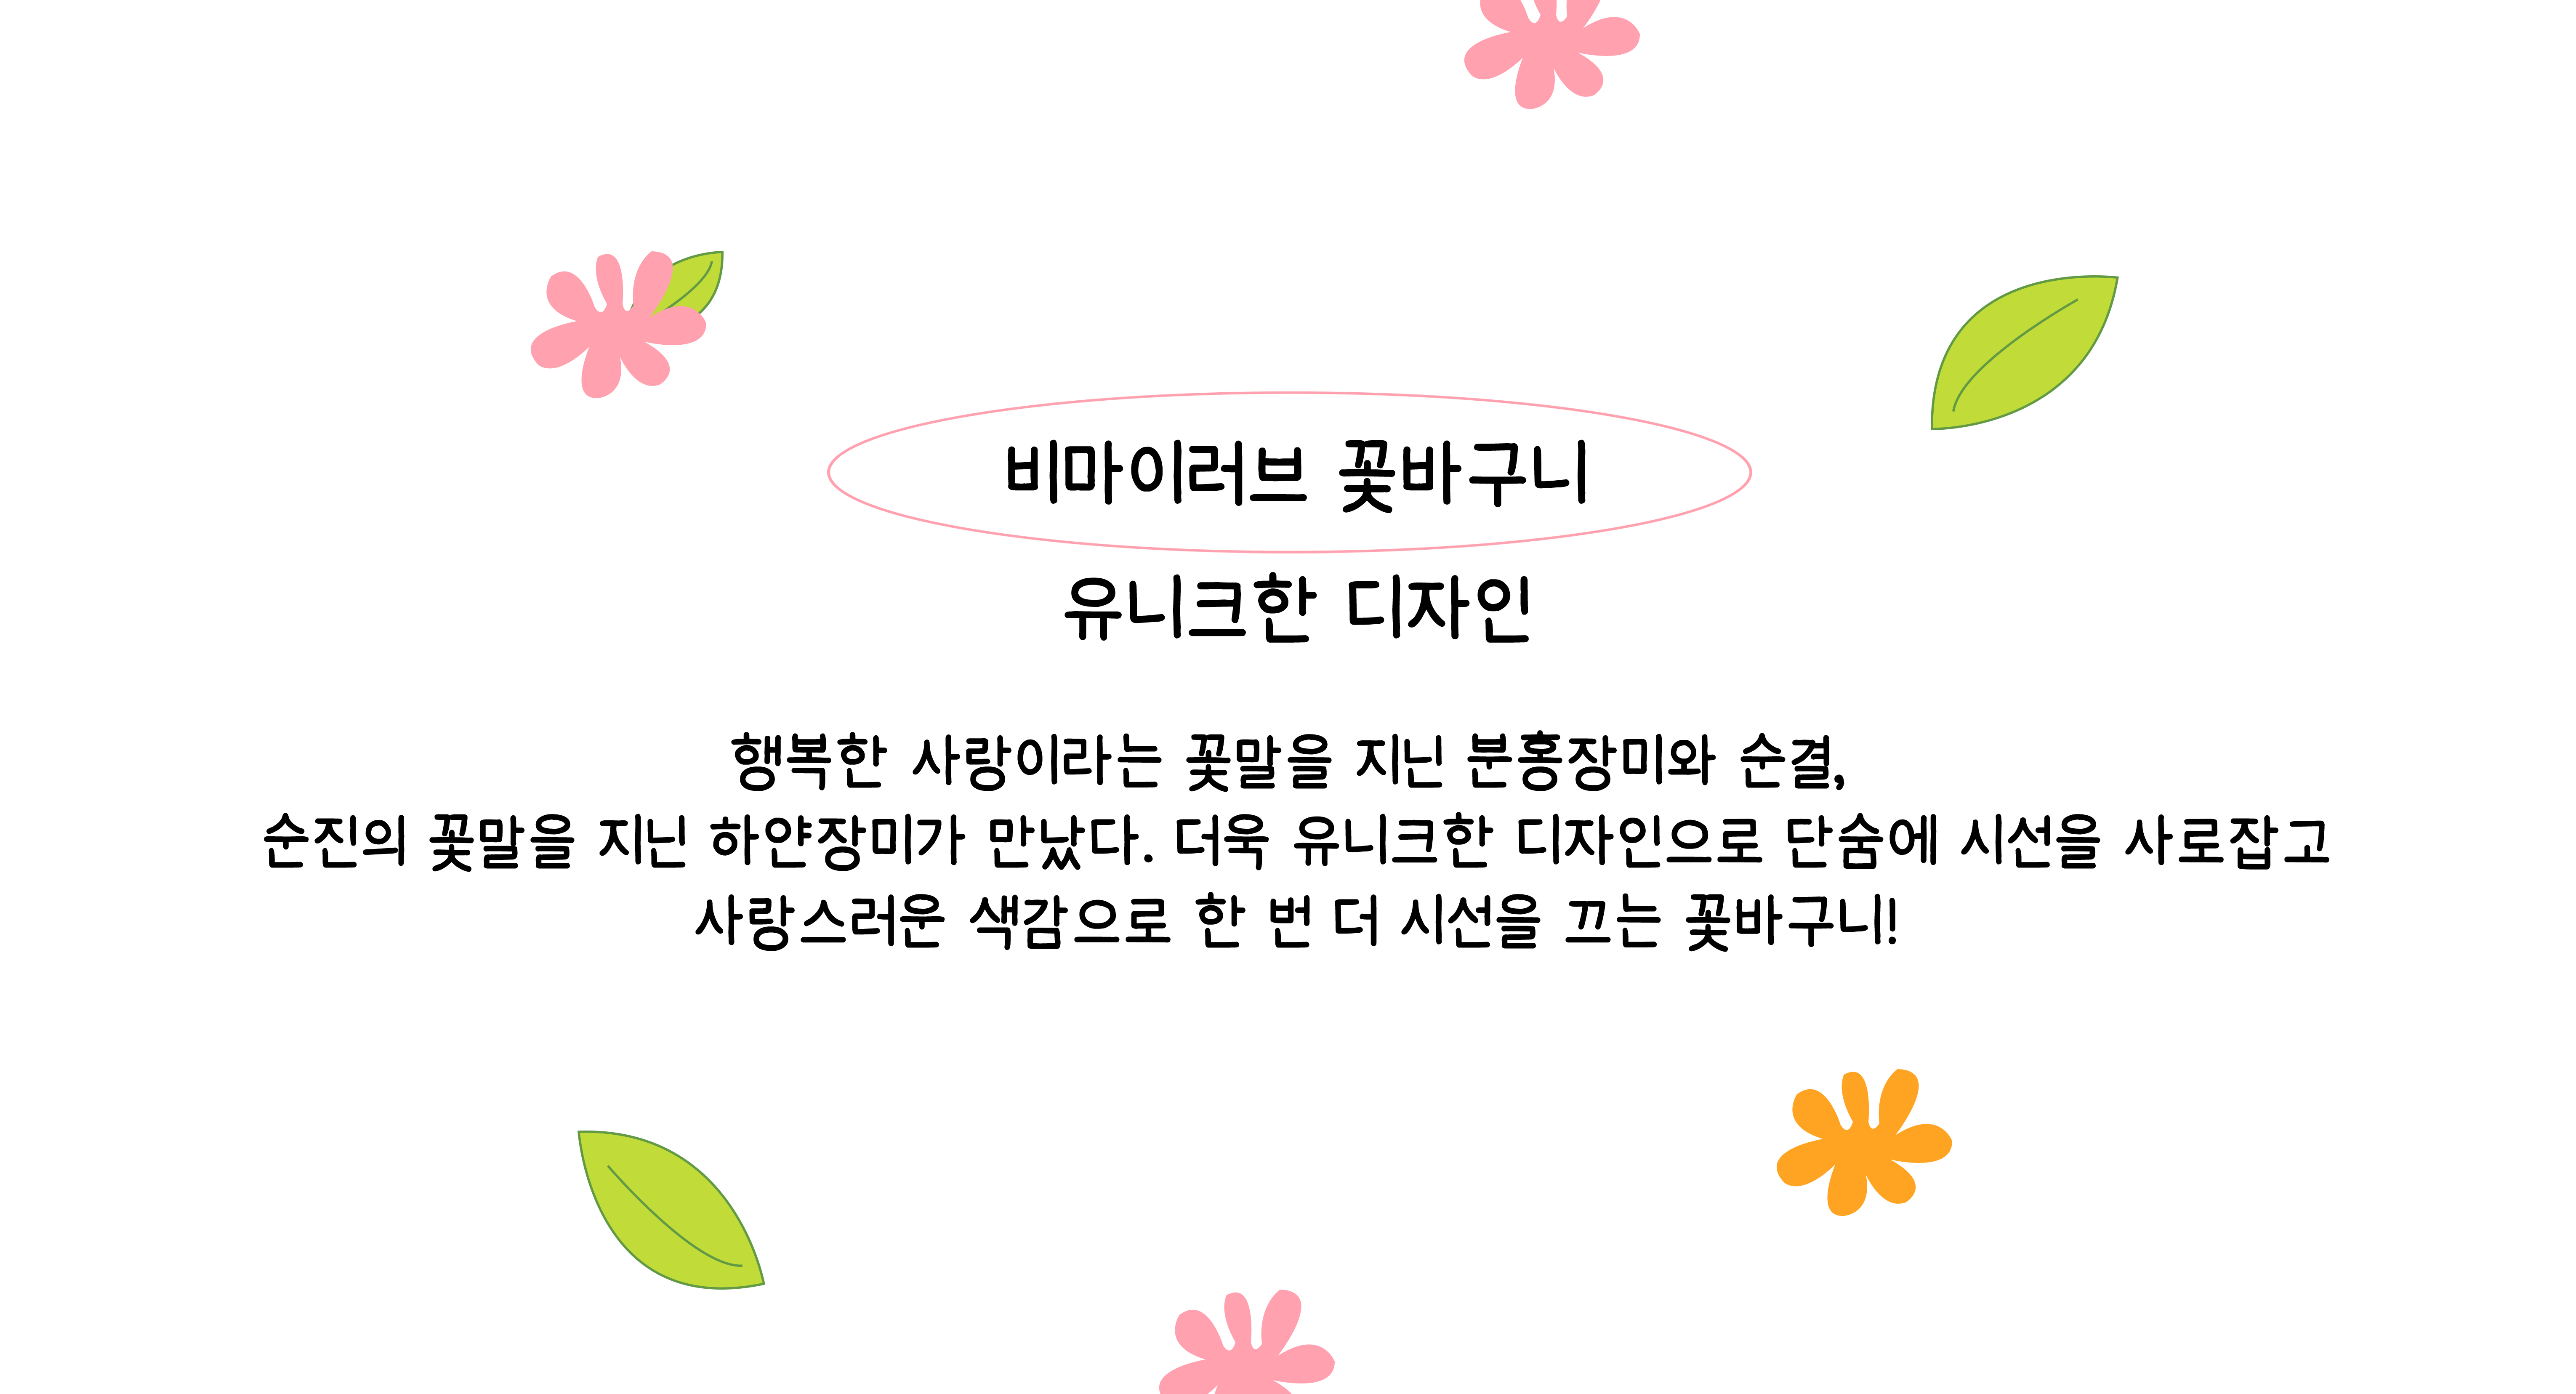 비마이러브 꽃바구니
유니크한 디자인
행복한 사랑이라는 꽃말을 지닌 분홍장미와 순결,
순진의 꽃말을 지닌 하얀장미가 만났다. 더욱 유니크한 디자인으로 단숨에 시선을 사로잡고
사랑스러운 색감으로 한 번 더 시선을 끄는 꽃바구니!